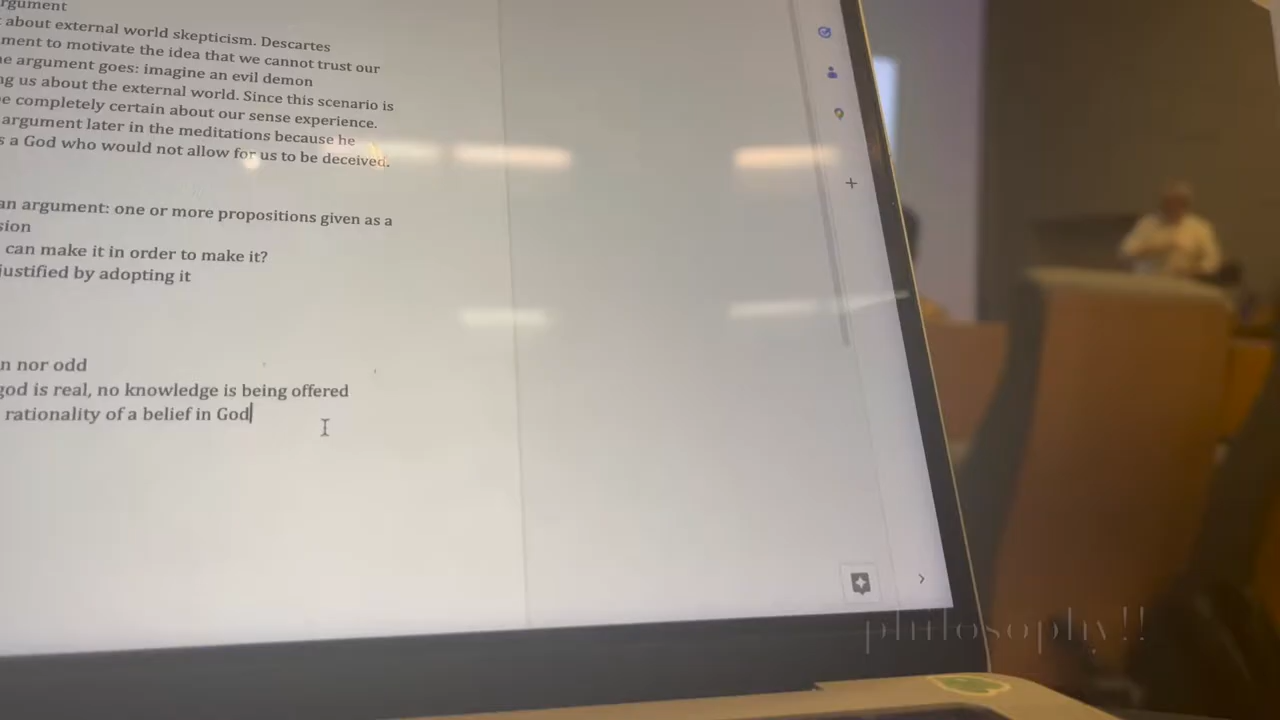 rgument
about external world skepticism. Descartes
ment to motivate the idea that we cannot trust our
e argument goes: imagine an evil demon
ng us about the external world. Since this scenario is
e completely certain about our sense experience.
argument later in the meditations because he
s a God who would not allow for us to be deceived.
an argument: one or more propositions given as a
sion
can make it in order to make it?
justified by adopting it
n nor odd
god is real, no knowledge is being offered
rationality of a belief in God
philosophy!!